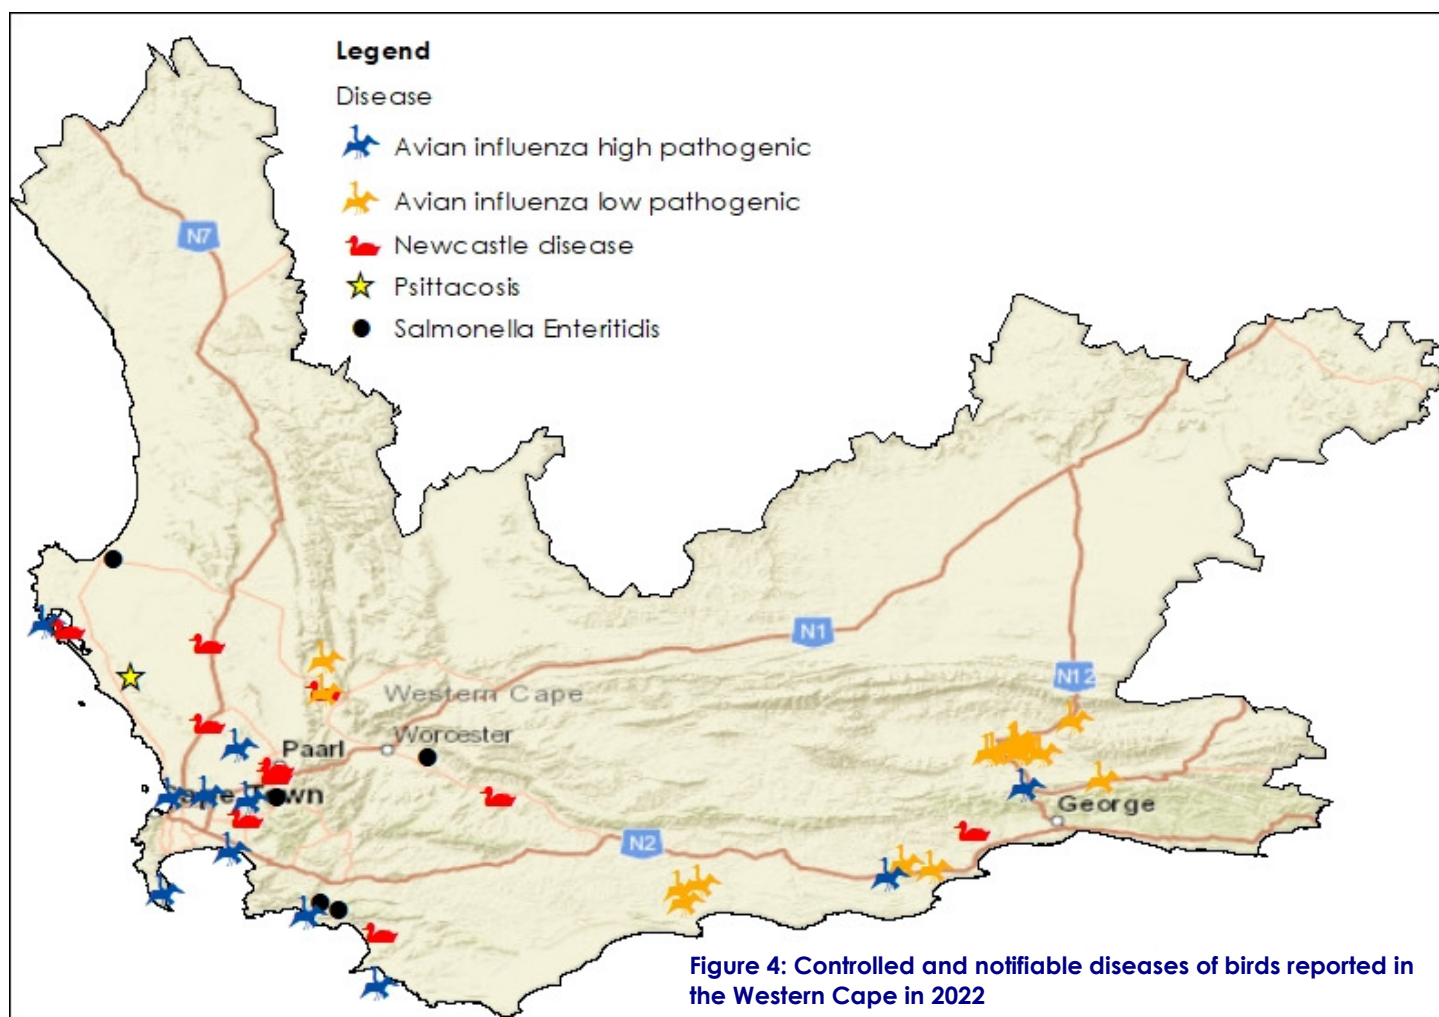 Legend
Disease
Avian influenza high pathogenic
Avian influenza low pathogenic
Newcastle disease
Psittacosis
Salmonella Enteritidis
N7
N1
N12
Western Cape
Worcester
Paarl
Cape Town
George
N2
Figure 4: Controlled and notifiable diseases of birds reported in
the Western Cape in 2022